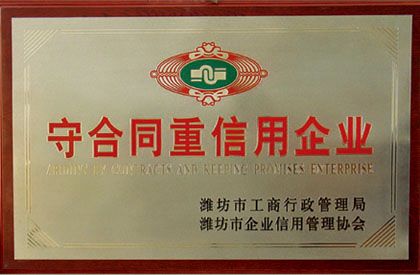 守合同重信用企业
ABIDING BY CONTRACTS AND KEEPING PROMISES ENTERPRISE
潍坊市工商行政管理局
潍坊市企业信用管理协会